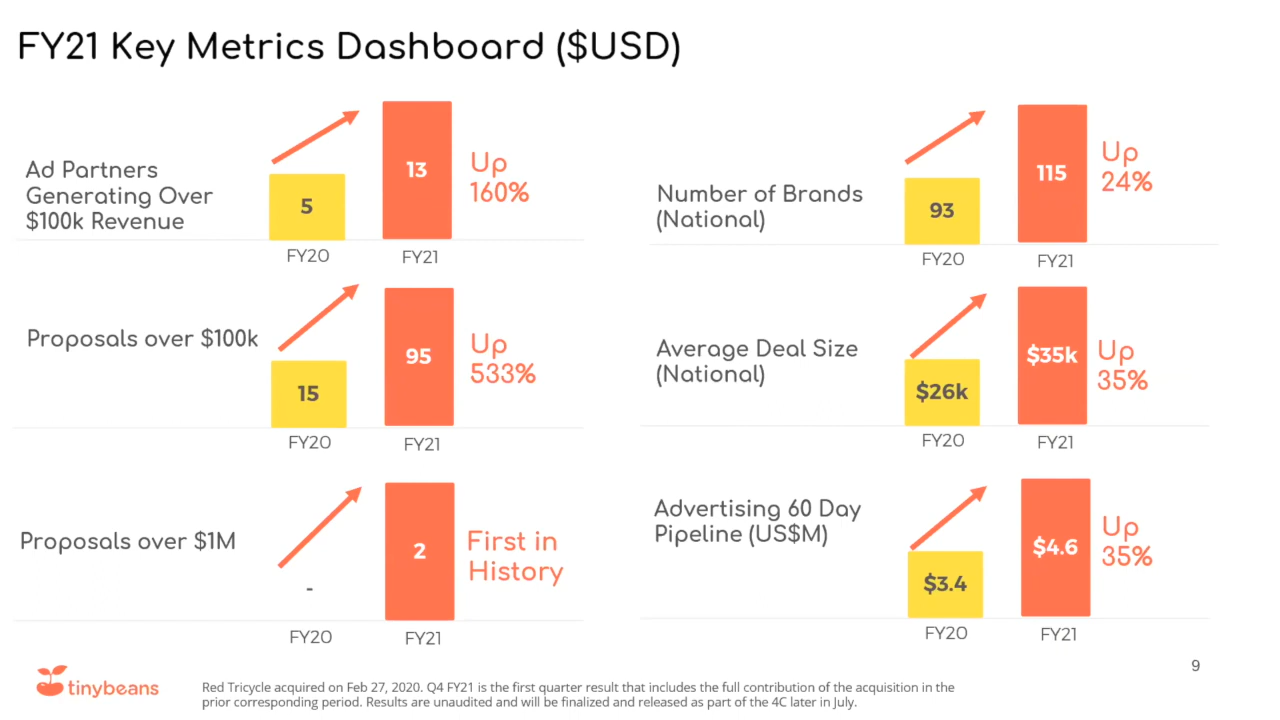 FY21 Key Metrics Dashboard ($USD)
Ad Partners
Generating Over
$100k Revenue
5
13
Up
160%
FY20
FY21
Number of Brands
(National)
93
115
Up
24%
FY20
FY21
Proposals over $100k
15
95
Up
533%
FY20
FY21
Average Deal Size
(National)
$26k
$35k
Up
35%
FY20
FY21
Proposals over $1M
-
2
First in
History
FY20
FY21
Advertising 60 Day
Pipeline (US$M)
$3.4
$4.6
Up
35%
FY20
FY21
9
tinybeans
Red Tricycle acquired on Feb 27, 2020. Q4 FY21 is the first quarter result that includes the full contribution of the acquisition in the
prior corresponding period. Results are unaudited and will be finalized and released as part of the 4C later in July.